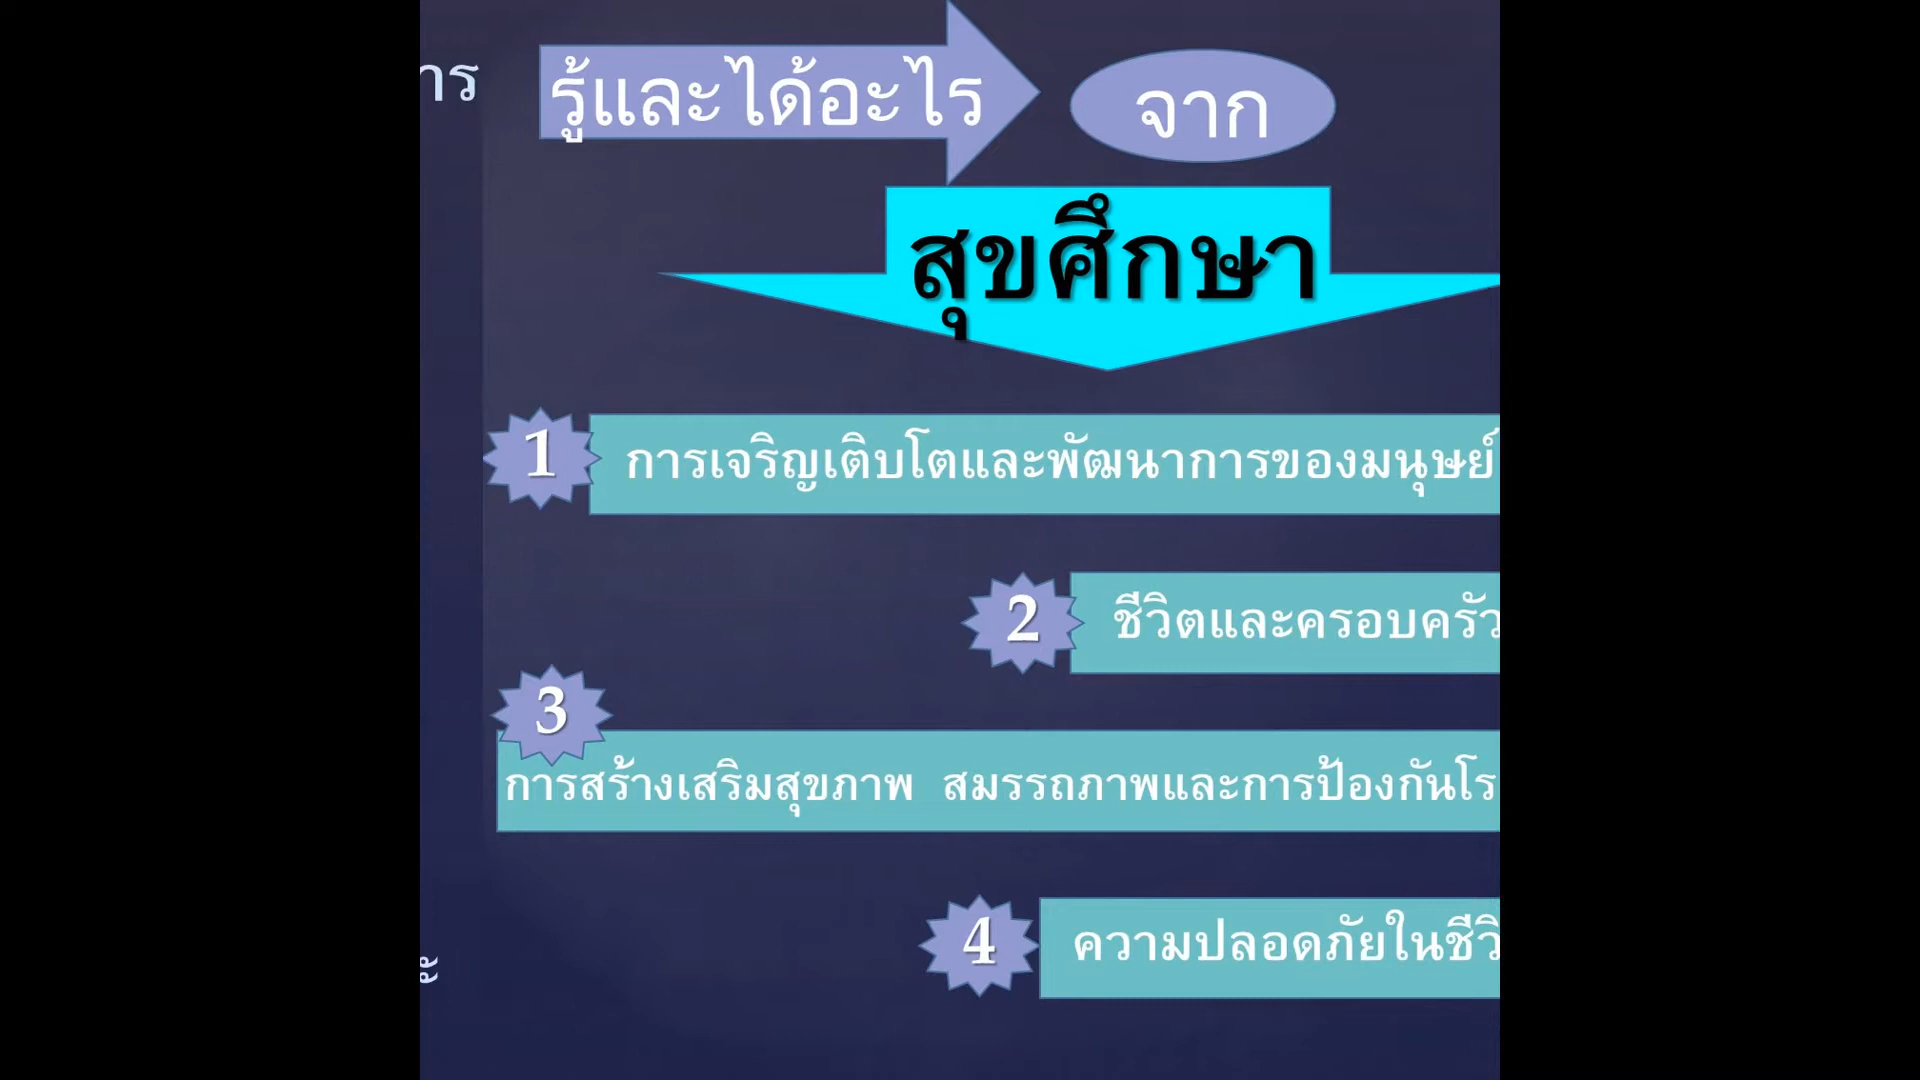 าร
รู้และได้อะไร
จาก
สุขศึกษา
1
การเจริญเติบโตและพัฒนาการของมนุษย์
2
ชีวิตและครอบครัว
3
การสร้างเสริมสุขภาพ สมรรถภาพและการป้องกันโร
4
ความปลอดภัยในชีวิ